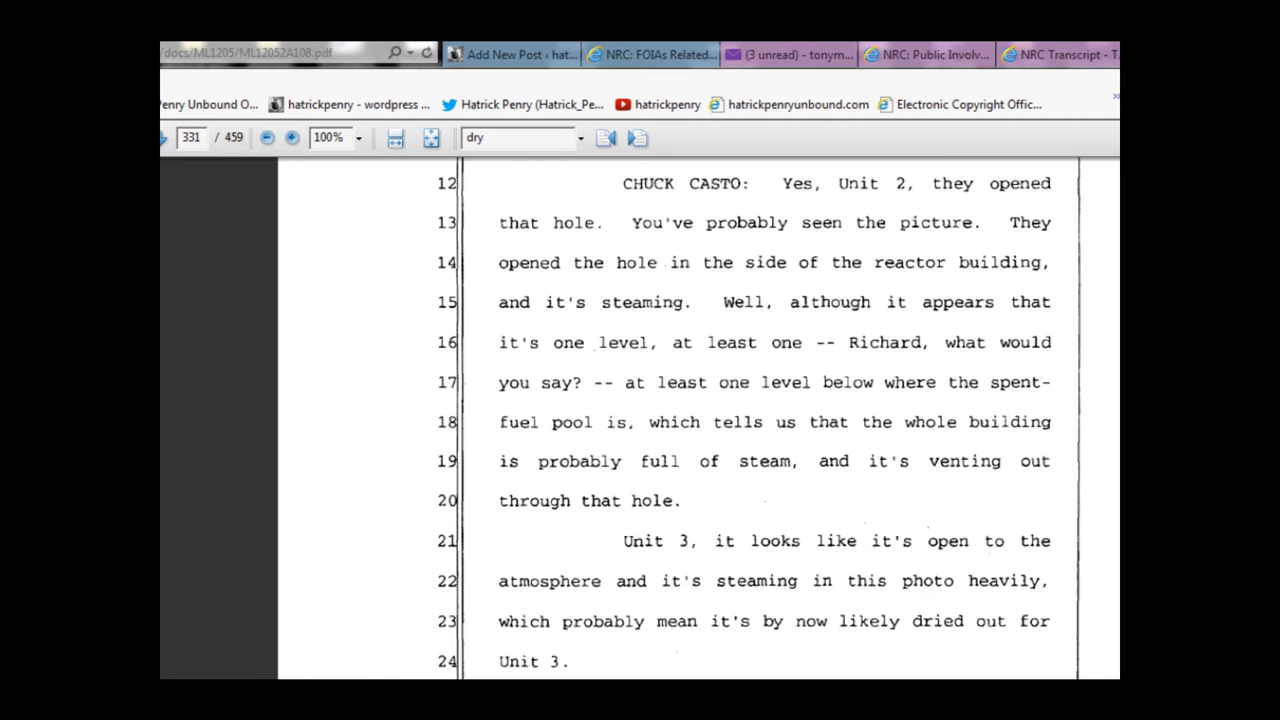 /docs/ML1205/ML12052A108.pdf Add New Post ‹ hat... NRC: FOIAs Related... (3 unread) - tonym... NRC: Public Involv... NRC Transcript - T...
Penry Unbound O... hatrickpenry - wordpress ... Hatrick Penry (Hatrick_Pe... hatrickpenry hatrickpenryunbound.com Electronic Copyright Offic... »
331 / 459 100% dry
12 CHUCK CASTO: Yes, Unit 2, they opened
13 that hole. You've probably seen the picture. They
14 opened the hole in the side of the reactor building,
15 and it's steaming. Well, although it appears that
16 it's one level, at least one -- Richard, what would
17 you say? -- at least one level below where the spent-
18 fuel pool is, which tells us that the whole building
19 is probably full of steam, and it's venting out
20 through that hole.
21 Unit 3, it looks like it's open to the
22 atmosphere and it's steaming in this photo heavily,
23 which probably mean it's by now likely dried out for
24 Unit 3.